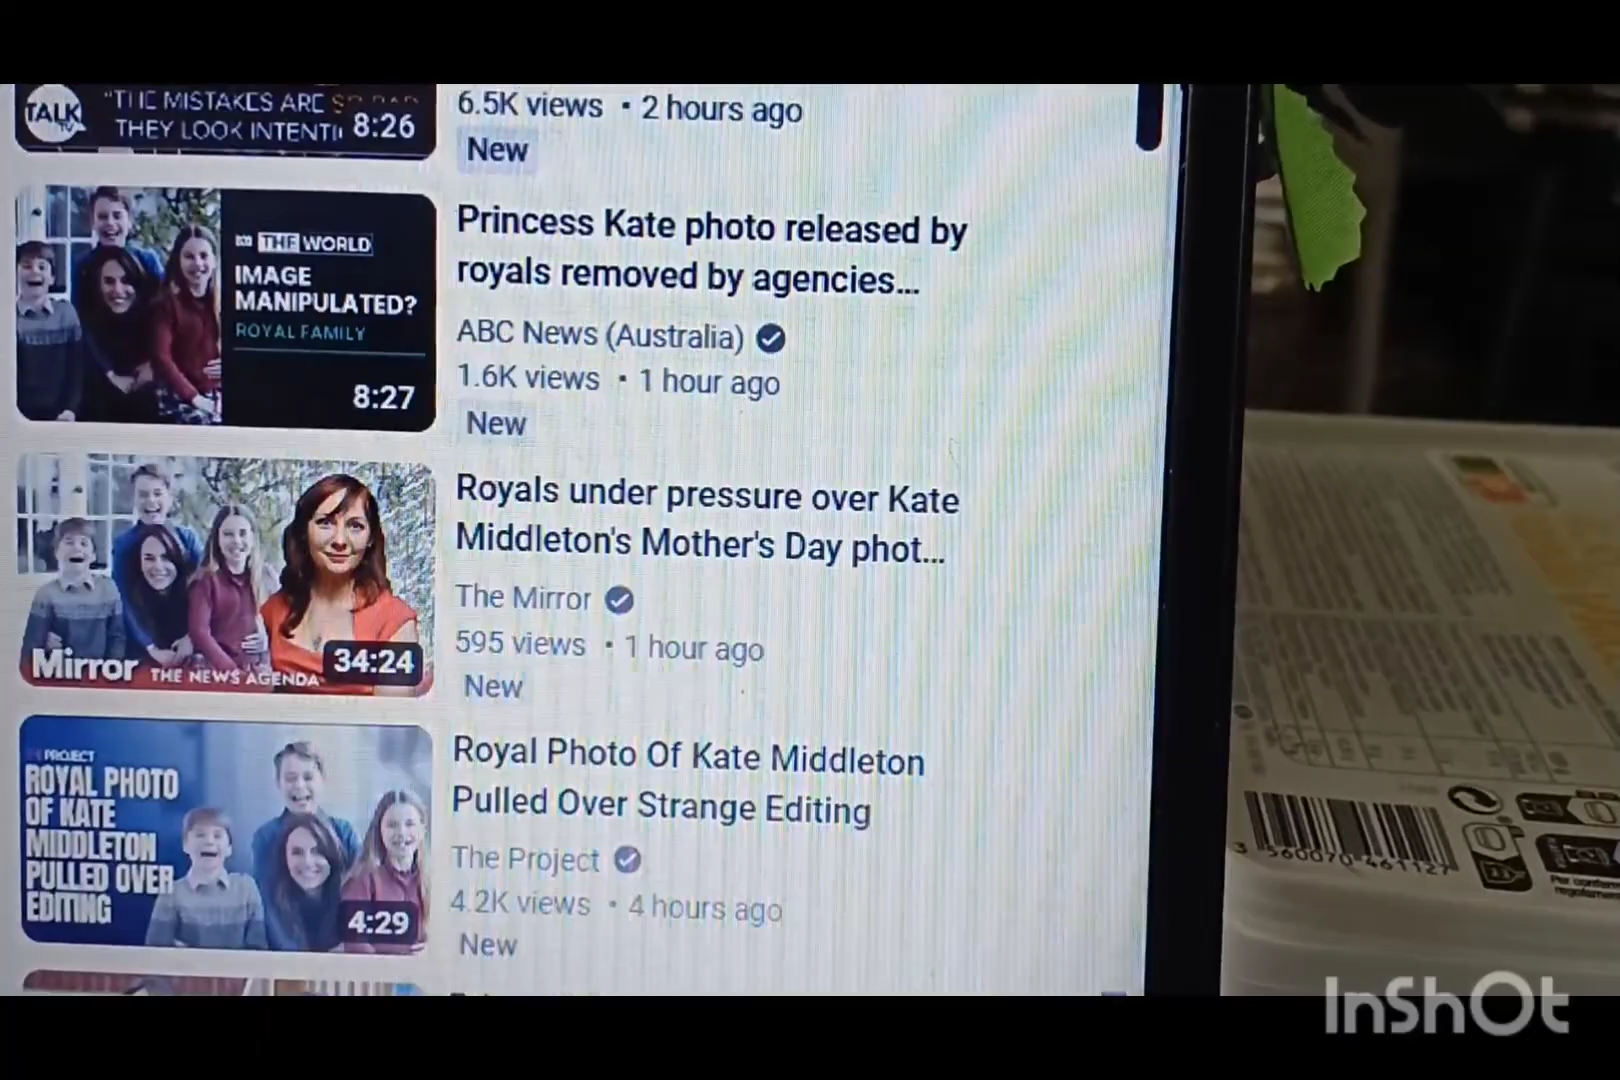 TALK TV
"THE MISTAKES ARE
THEY LOOK
8:26
6.5K views • 2 hours ago
New
THE WORLD
IMAGE
MANIPULATED?
ROYAL FAMILY
8:27
Princess Kate photo released by
royals removed by agencies...
ABC News (Australia)
1.6K views • 1 hour ago
New
Mirror THE NEWS AGENDA
34:24
Royals under pressure over Kate
Middleton's Mother's Day phot...
The Mirror
595 views • 1 hour ago
New
PROJECT
ROYAL PHOTO
OF KATE
MIDDLETON
PULLED OVER
EDITING
4:29
Royal Photo Of Kate Middleton
Pulled Over Strange Editing
The Project
4.2K views • 4 hours ago
New
3 560070 461127
InShOt